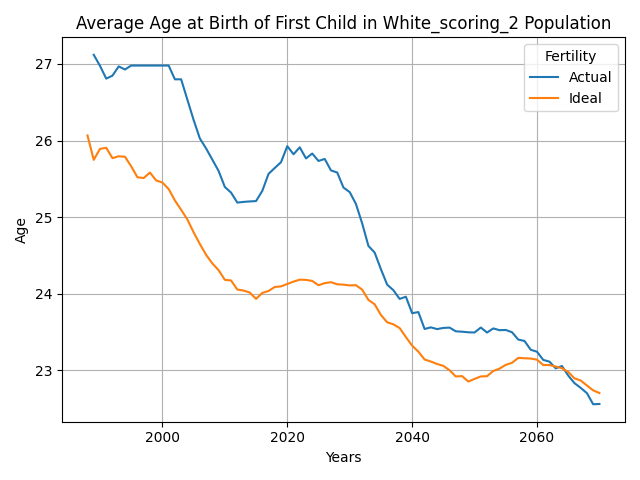 Average Age at Birth of First Child in White_scoring_2 Population
Fertility
Actual
Ideal
Age
27
26
25
24
23
2000 2020 2040 2060
Years